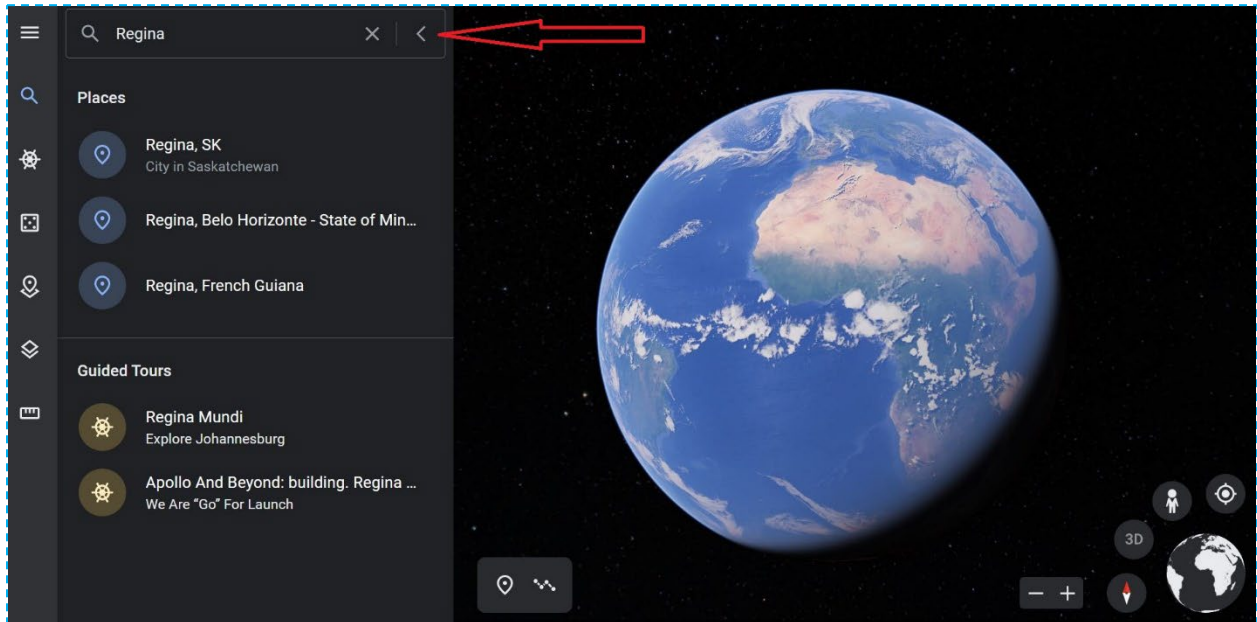 Regina
Places
Regina, SK
City in Saskatchewan
Regina, Belo Horizonte - State of Min...
Regina, French Guiana
Guided Tours
Regina Mundi
Explore Johannesburg
Apollo And Beyond: building. Regina ...
We Are “Go” For Launch
3D